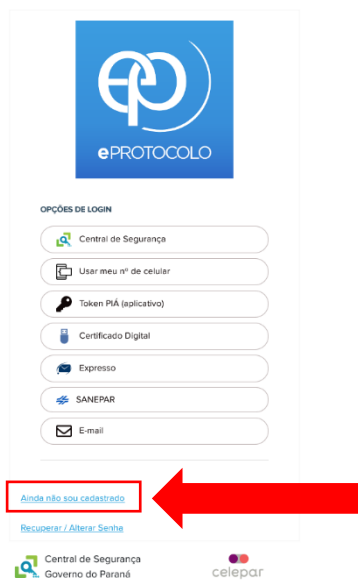 ep
ePROTOCOLO
OPÇÕES DE LOGIN
Central de Segurança
Usar meu nº de celular
Token PIÁ (aplicativo)
Certificado Digital
Expresso
SANEPAR
E-mail
Ainda não sou cadastrado
Recuperar / Alterar Senha
Central de Segurança
Governo do Paraná
celepar